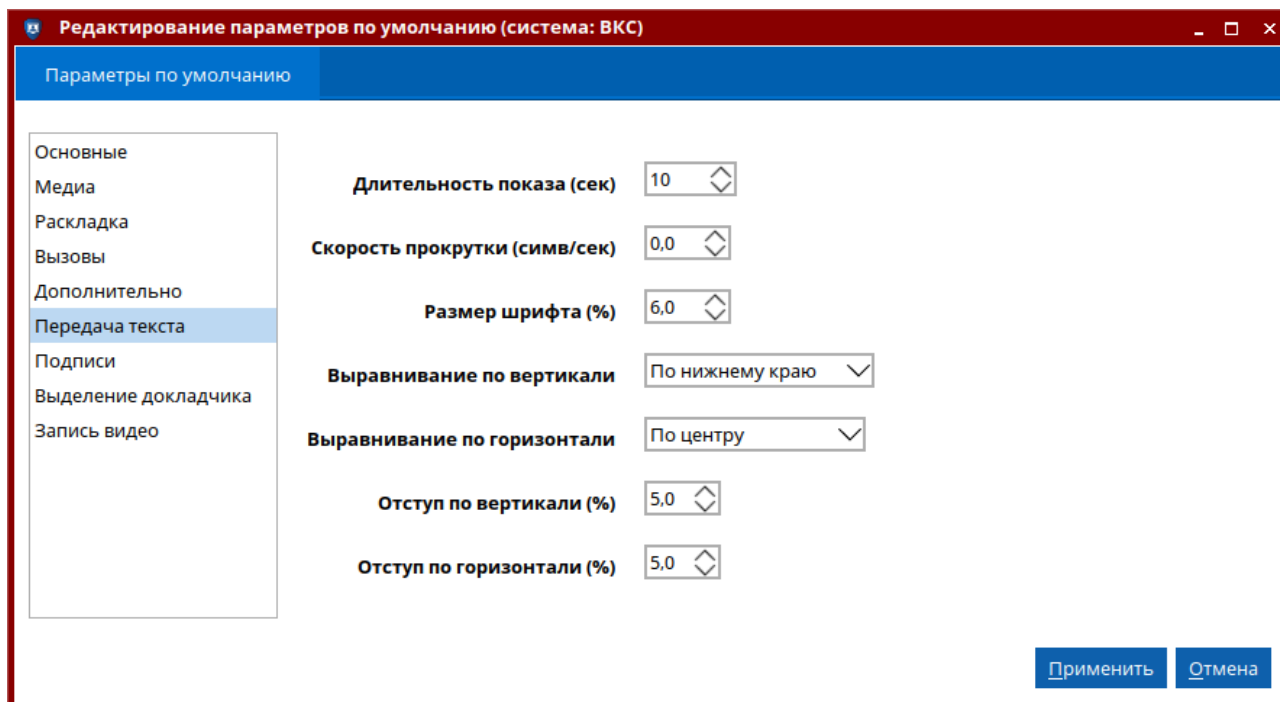 Редактирование параметров по умолчанию (система: ВКС)
Параметры по умолчанию
Основные
Медиа
Раскладка
Вызовы
Дополнительно
Передача текста
Подписи
Выделение докладчика
Запись видео
Длительность показа (сек) 10
Скорость прокрутки (симв/сек) 0,0
Размер шрифта (%) 6,0
Выравнивание по вертикали По нижнему краю
Выравнивание по горизонтали По центру
Отступ по вертикали (%) 5,0
Отступ по горизонтали (%) 5,0
Применить Отмена